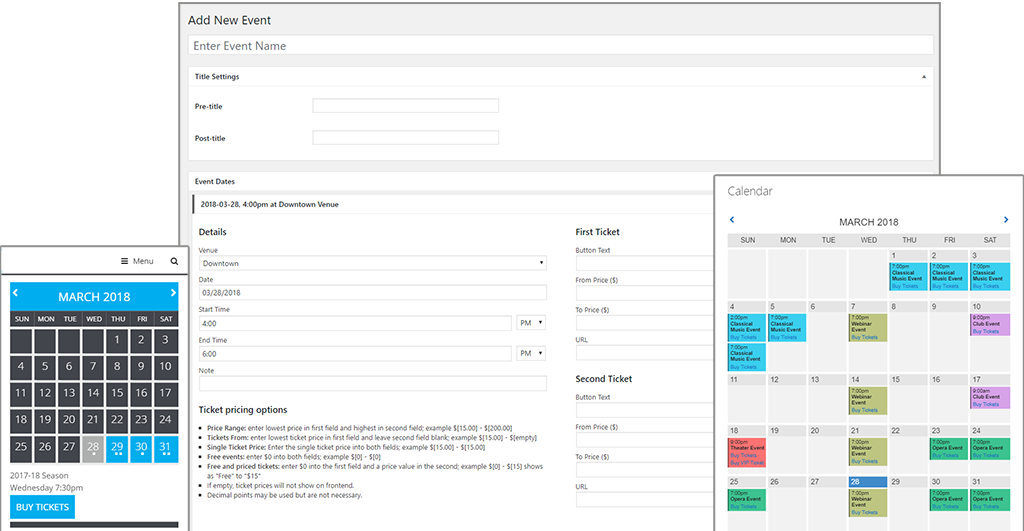 Add New Event
Enter Event Name
Title Settings
Pre-title
Post-title
Event Dates
2018-03-28, 4:00pm at Downtown Venue
Details
Venue
Downtown
Date
03/28/2018
Start Time
4:00 PM
End Time
6:00 PM
Note
Ticket pricing options
Price Range: enter lowest price in first field and highest in second field; example $[15.00] - $[200.00]
Tickets From: enter lowest ticket price in first field and leave second field blank; example $[15.00] - $[empty]
Single Ticket Price: Enter the single ticket price into both fields; example $[15.00] - $[15.00]
Free events: enter $0 into both fields; example $[0] - $[0]
Free and priced tickets: enter $0 into the first field and a price value in the second; example $[0] - $[15] shows
as "Free" to "$15"
If empty, ticket prices will not show on frontend.
Decimal points may be used but are not necessary.
First Ticket
Button Text
From Price ($)
To Price ($)
URL
Second Ticket
Button Text
From Price ($)
To Price ($)
URL
Menu
MARCH 2018
SUN MON TUE WED THU FRI SAT
1 2 3
4 5 6 7 8 9 10
11 12 13 14 15 16 17
18 19 20 21 22 23 24
25 26 27 28 29 30 31
2017-18 Season
Wednesday 7:30pm
BUY TICKETS
Calendar
MARCH 2018
SUN MON TUE WED THU FRI SAT
1 2 3
7:00pm 7:00pm 7:00pm
Classical Classical Classical
Music Event Music Event Music Event
Buy Tickets Buy Tickets Buy Tickets
4 5 6 7 8 9 10
2:00pm 7:00pm 7:00pm 9:00pm
Classical Classical Webinar Club Event
Music Event Music Event Event Buy Tickets
Buy Tickets Buy Tickets Buy Tickets
7:00pm
Classical
Music Event
Buy Tickets
11 12 13 14 15 16 17
7:00pm 9:00pm
Webinar Club Event
Event Buy Tickets
Buy Tickets
18 19 20 21 22 23 24
9:00pm 7:00pm 7:00pm 7:00pm
Theater Event Webinar Opera Event Opera Event
Buy Tickets Event Buy Tickets Buy Tickets
Buy VIP Ticket Buy Tickets
25 26 27 28 29 30 31
7:00pm 7:00pm 7:00pm 7:00pm
Opera Event Webinar Opera Event Opera Event
Buy Tickets Event Buy Tickets Buy Tickets
Buy Tickets